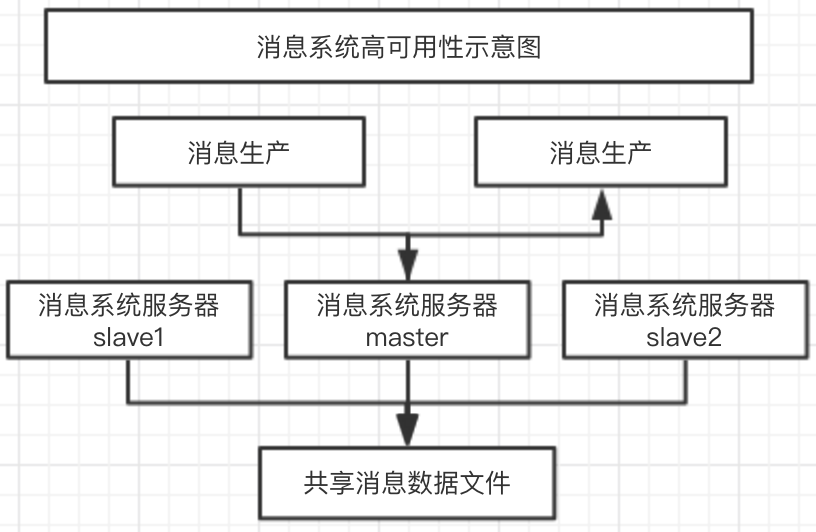 消息系统高可用性示意图
消息生产
消息生产
消息系统服务器
slave1
消息系统服务器
master
消息系统服务器
slave2
共享消息数据文件